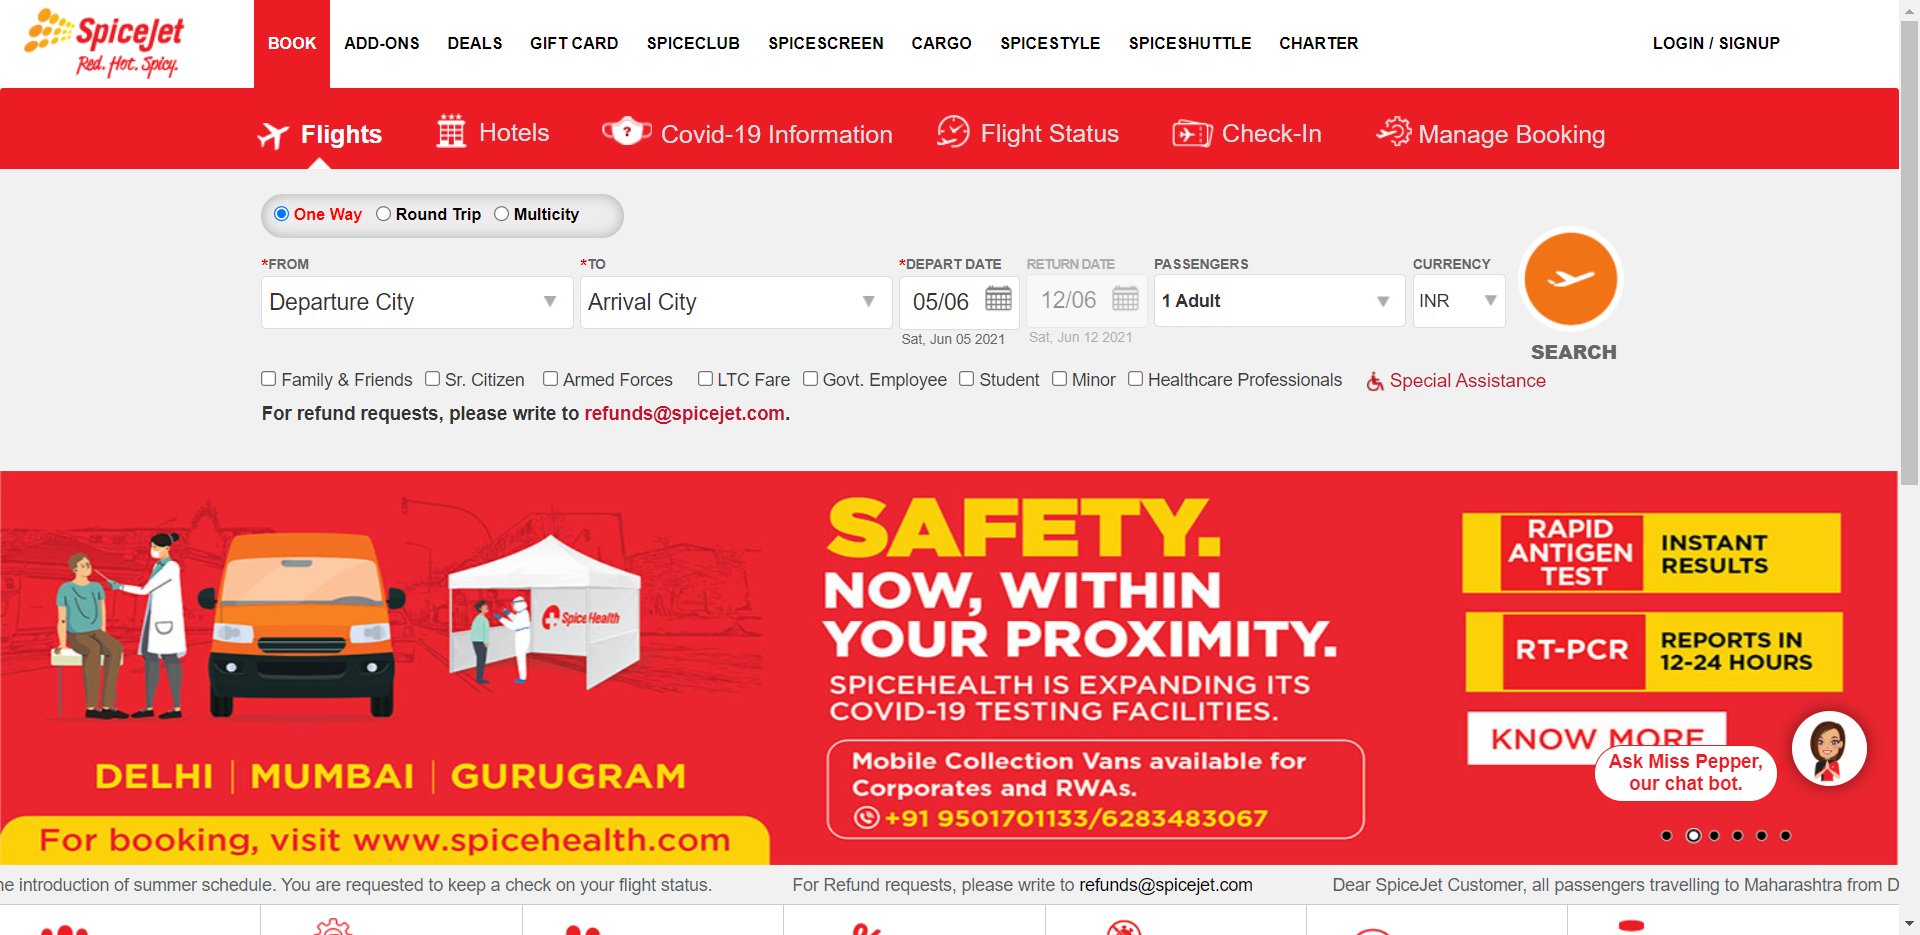 SpiceJet
Red. Hot. Spicy.
BOOK ADD-ONS DEALS GIFT CARD SPICECLUB SPICESCREEN CARGO SPICESTYLE SPICESHUTTLE CHARTER LOGIN / SIGNUP
Flights Hotels Covid-19 Information Flight Status Check-In Manage Booking
One Way Round Trip Multicity
*FROM *TO *DEPART DATE RETURN DATE PASSENGERS CURRENCY
Departure City Arrival City 05/06 12/06 1 Adult INR
Sat, Jun 05 2021 Sat, Jun 12 2021
SEARCH
Family & Friends Sr. Citizen Armed Forces LTC Fare Govt. Employee Student Minor Healthcare Professionals Special Assistance
For refund requests, please write to refunds@spicejet.com.
SpiceHealth
DELHI | MUMBAI | GURUGRAM
For booking, visit www.spicehealth.com
SAFETY.
NOW, WITHIN
YOUR PROXIMITY.
SPICEHEALTH IS EXPANDING ITS
COVID-19 TESTING FACILITIES.
Mobile Collection Vans available for
Corporates and RWAs.
+91 9501701133/6283483067
RAPID
ANTIGEN
TEST
INSTANT
RESULTS
RT-PCR
REPORTS IN
12-24 HOURS
KNOW MORE
Ask Miss Pepper,
our chat bot.
introduction of summer schedule. You are requested to keep a check on your flight status. For Refund requests, please write to refunds@spicejet.com Dear SpiceJet Customer, all passengers travelling to Maharashtra from